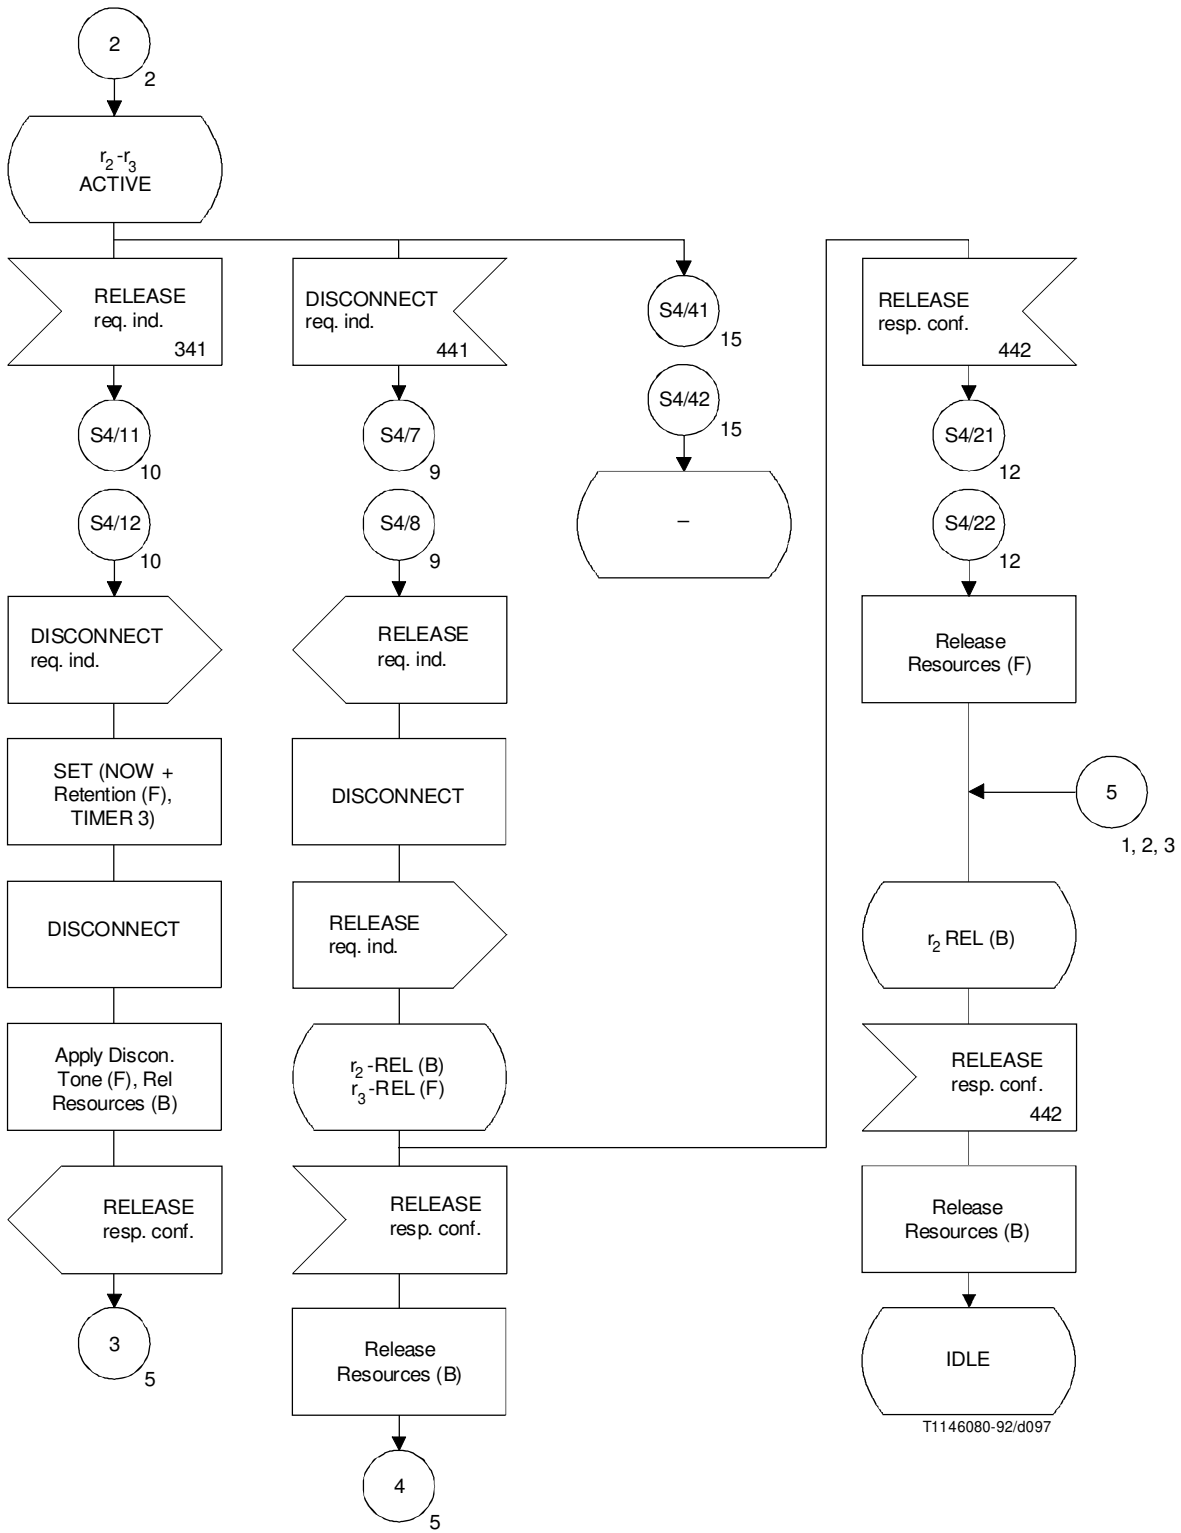 2
2
r2-r3
ACTIVE
RELEASE
req. ind.
341
S4/11
10
S4/12
10
DISCONNECT
req. ind.
SET (NOW +
Retention (F),
TIMER 3)
DISCONNECT
Apply Discon.
Tone (F), Rel
Resources (B)
RELEASE
resp. conf.
3
5
DISCONNECT
req. ind.
441
S4/7
9
S4/8
9
RELEASE
req. ind.
DISCONNECT
RELEASE
req. ind.
r2-REL (B)
r3-REL (F)
RELEASE
resp. conf.
Release
Resources (B)
4
5
S4/41
15
S4/42
15
–
RELEASE
resp. conf.
442
S4/21
12
S4/22
12
Release
Resources (F)
5
1, 2, 3
r2 REL (B)
RELEASE
resp. conf.
442
Release
Resources (B)
IDLE
T1146080-92/d097